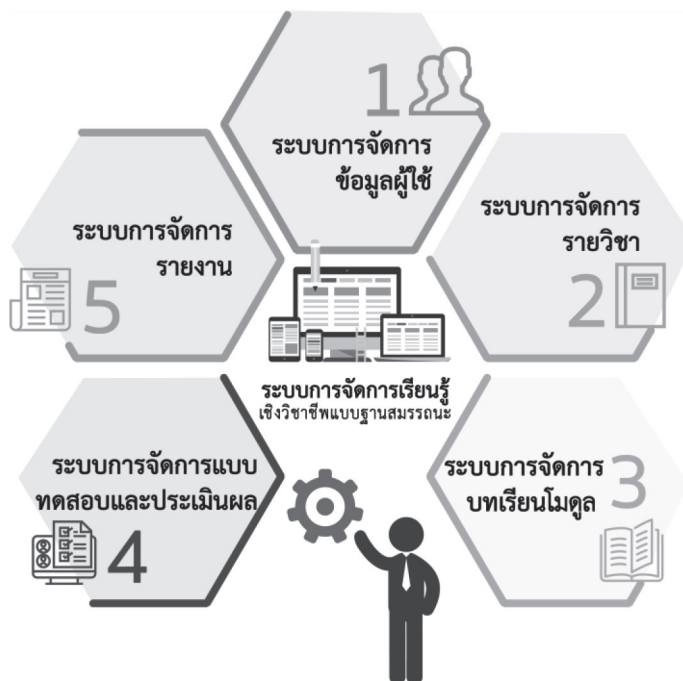 1
ระบบการจัดการ
ข้อมูลผู้ใช้
ระบบการจัดการ
รายวิชา
2
ระบบการจัดการ
บทเรียนโมดูล
3
ระบบการจัดการแบบ
ทดสอบและประเมินผล
4
ระบบการจัดการ
รายงาน
5
ระบบการจัดการเรียนรู้
เชิงวิชาชีพแบบฐานสมรรถนะ